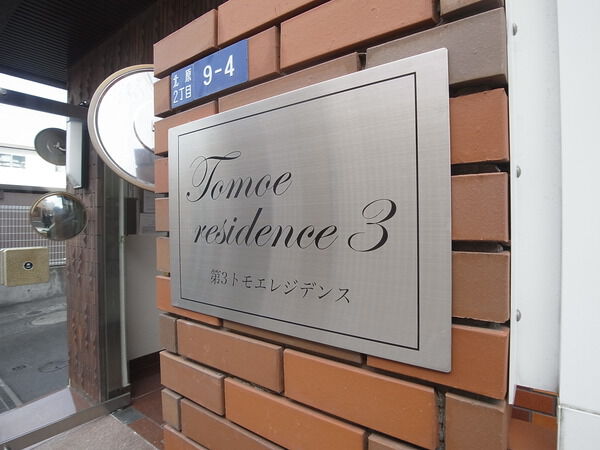 北原
2丁目
9-4
Tomoe
residence 3
第3トモエレジデンス